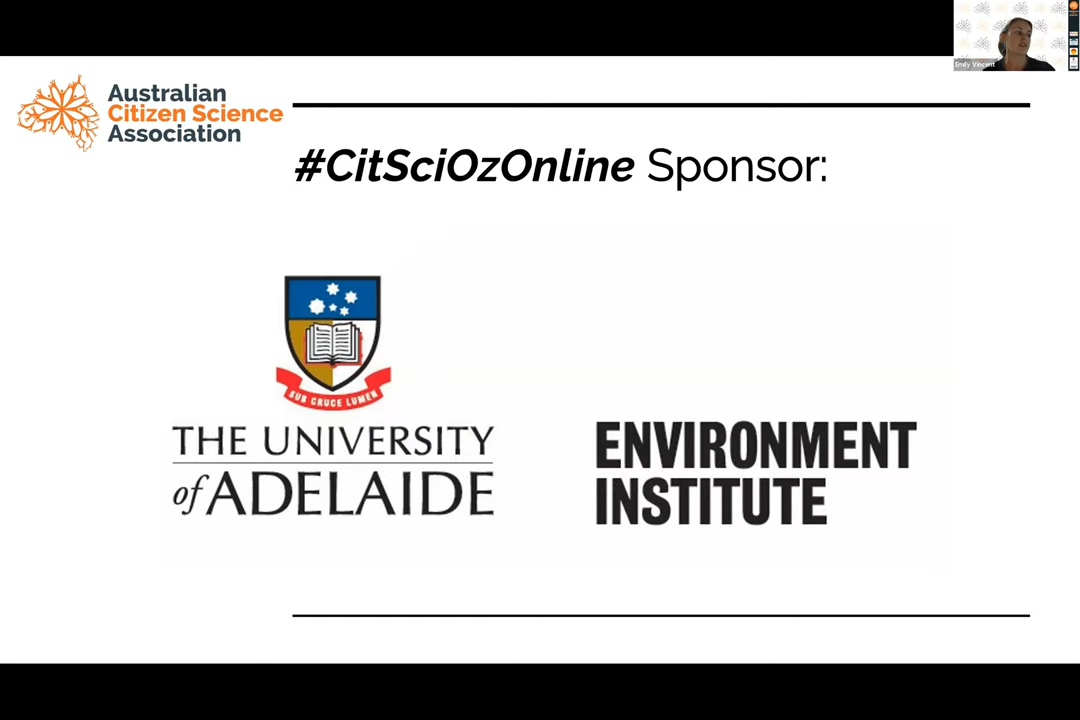 Emily Vincent
Australian
Citizen Science
Association
#CitSciOzOnline Sponsor:
SUB CRUCE LUMEN
THE UNIVERSITY
of ADELAIDE
ENVIRONMENT
INSTITUTE